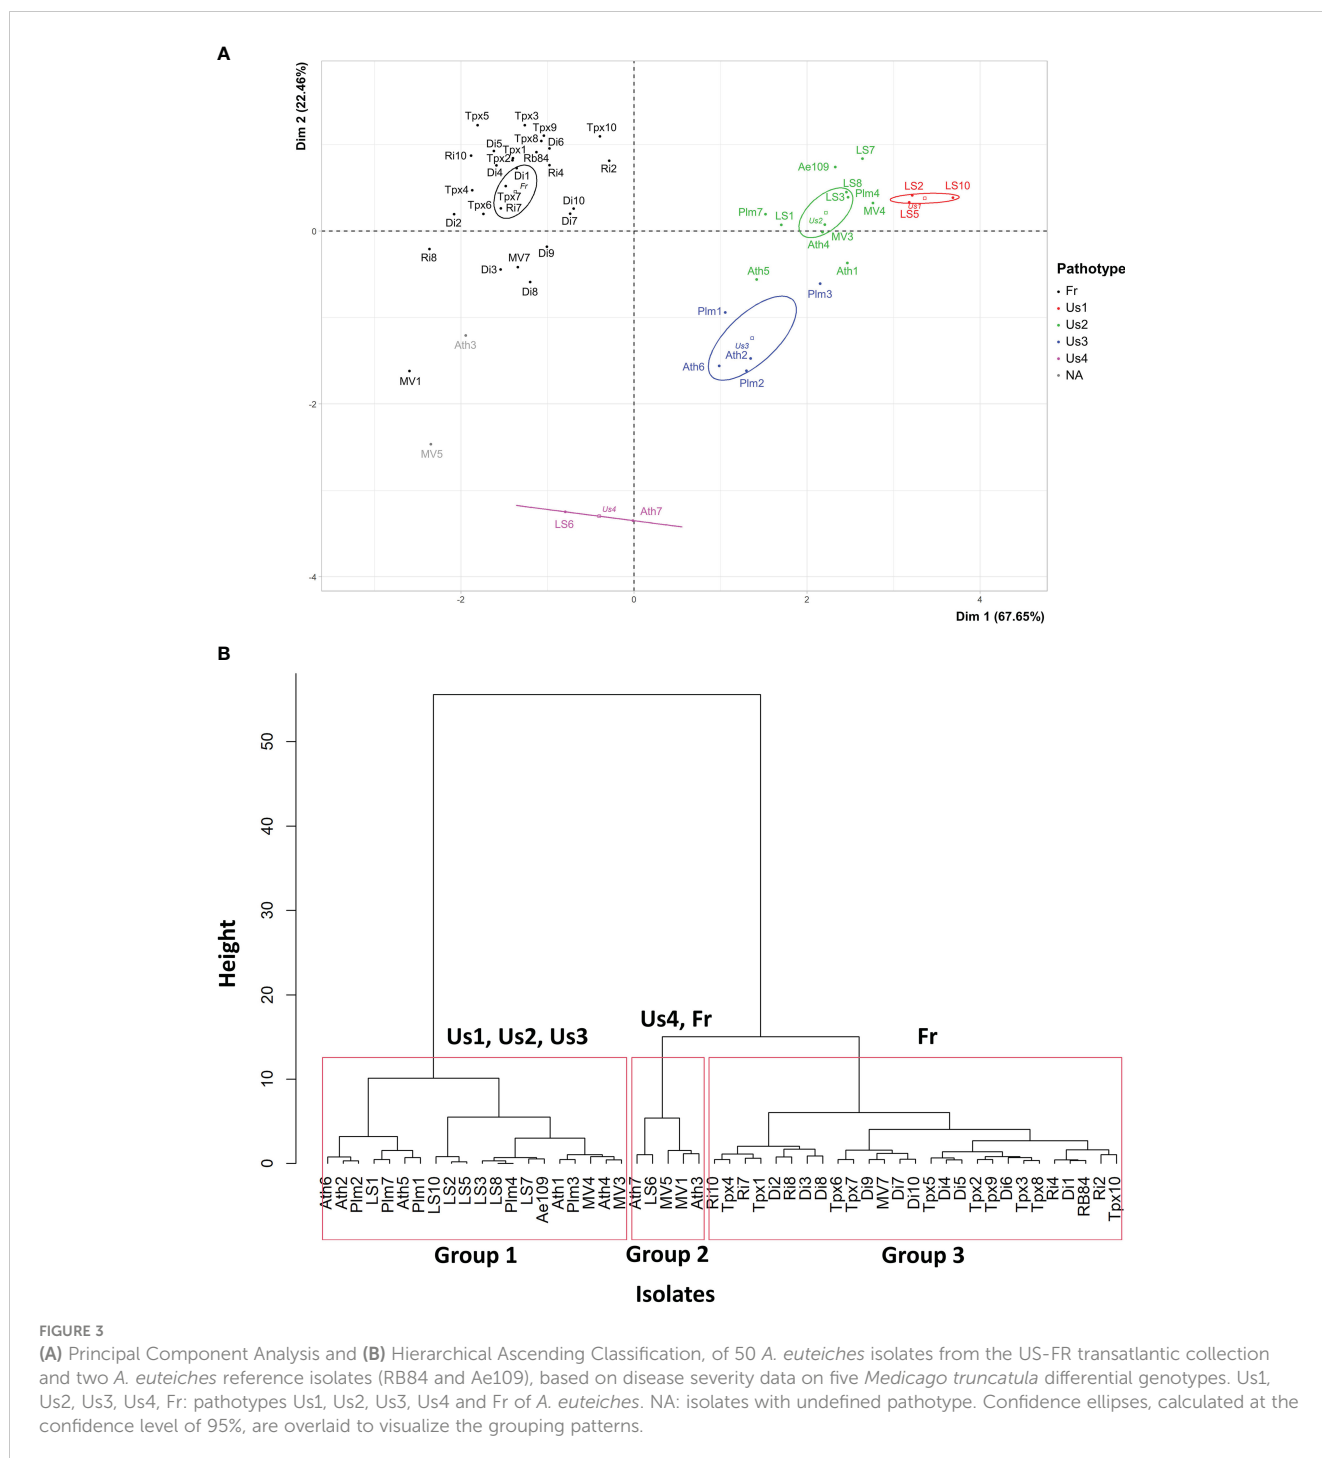 A
Dim 2 (22.46%)
Tpx5
Tpx3
Tpx9
Tpx10
Tpx8
Di6
Di5
Tpx1
Ri10
Tpx2
Rb84
Ri2
Di4
Di1
Ri4
Fr
Tpx4
Tpx7
Di10
Tpx6
Ri7
Di2
Di7
Ri8
Di9
MV7
Di3
Di8
Ath3
MV1
MV5
LS7
Ae109
LS8
LS3
Plm4
MV4
Plm7
LS1
Us2
MV3
Ath4
Ath5
Ath1
LS2
LS10
Us1
LS5
Plm3
Plm1
Us3
Ath2
Ath6
Plm2
Us4
LS6
Ath7
0
-2
-4
-2
0
2
4
Dim 1 (67.65%)
Pathotype
Fr
Us1
Us2
Us3
Us4
NA
B
Height
50
40
30
20
10
0
Us1, Us2, Us3
Us4, Fr
Fr
Ath6
Ath2
Plm2
LS1
Plm7
Ath5
Plm1
LS10
LS2
LS5
LS3
LS8
Plm4
LS7
Ae109
Ath1
Plm3
MV4
Ath4
MV3
Ath7
LS6
MV5
MV1
Ath3
Ri10
Tpx4
Ri7
Tpx1
Di2
Ri8
Di3
Di8
Tpx6
Tpx7
Di9
MV7
Di7
Di10
Tpx5
Di4
Di5
Tpx2
Tpx9
Di6
Tpx3
Tpx8
Ri4
Di1
RB84
Ri2
Tpx10
Group 1
Group 2
Group 3
Isolates
FIGURE 3
(A) Principal Component Analysis and (B) Hierarchical Ascending Classification, of 50 A. euteiches isolates from the US-FR transatlantic collection
and two A. euteiches reference isolates (RB84 and Ae109), based on disease severity data on five Medicago truncatula differential genotypes. Us1,
Us2, Us3, Us4, Fr: pathotypes Us1, Us2, Us3, Us4 and Fr of A. euteiches. NA: isolates with undefined pathotype. Confidence ellipses, calculated at the
confidence level of 95%, are overlaid to visualize the grouping patterns.